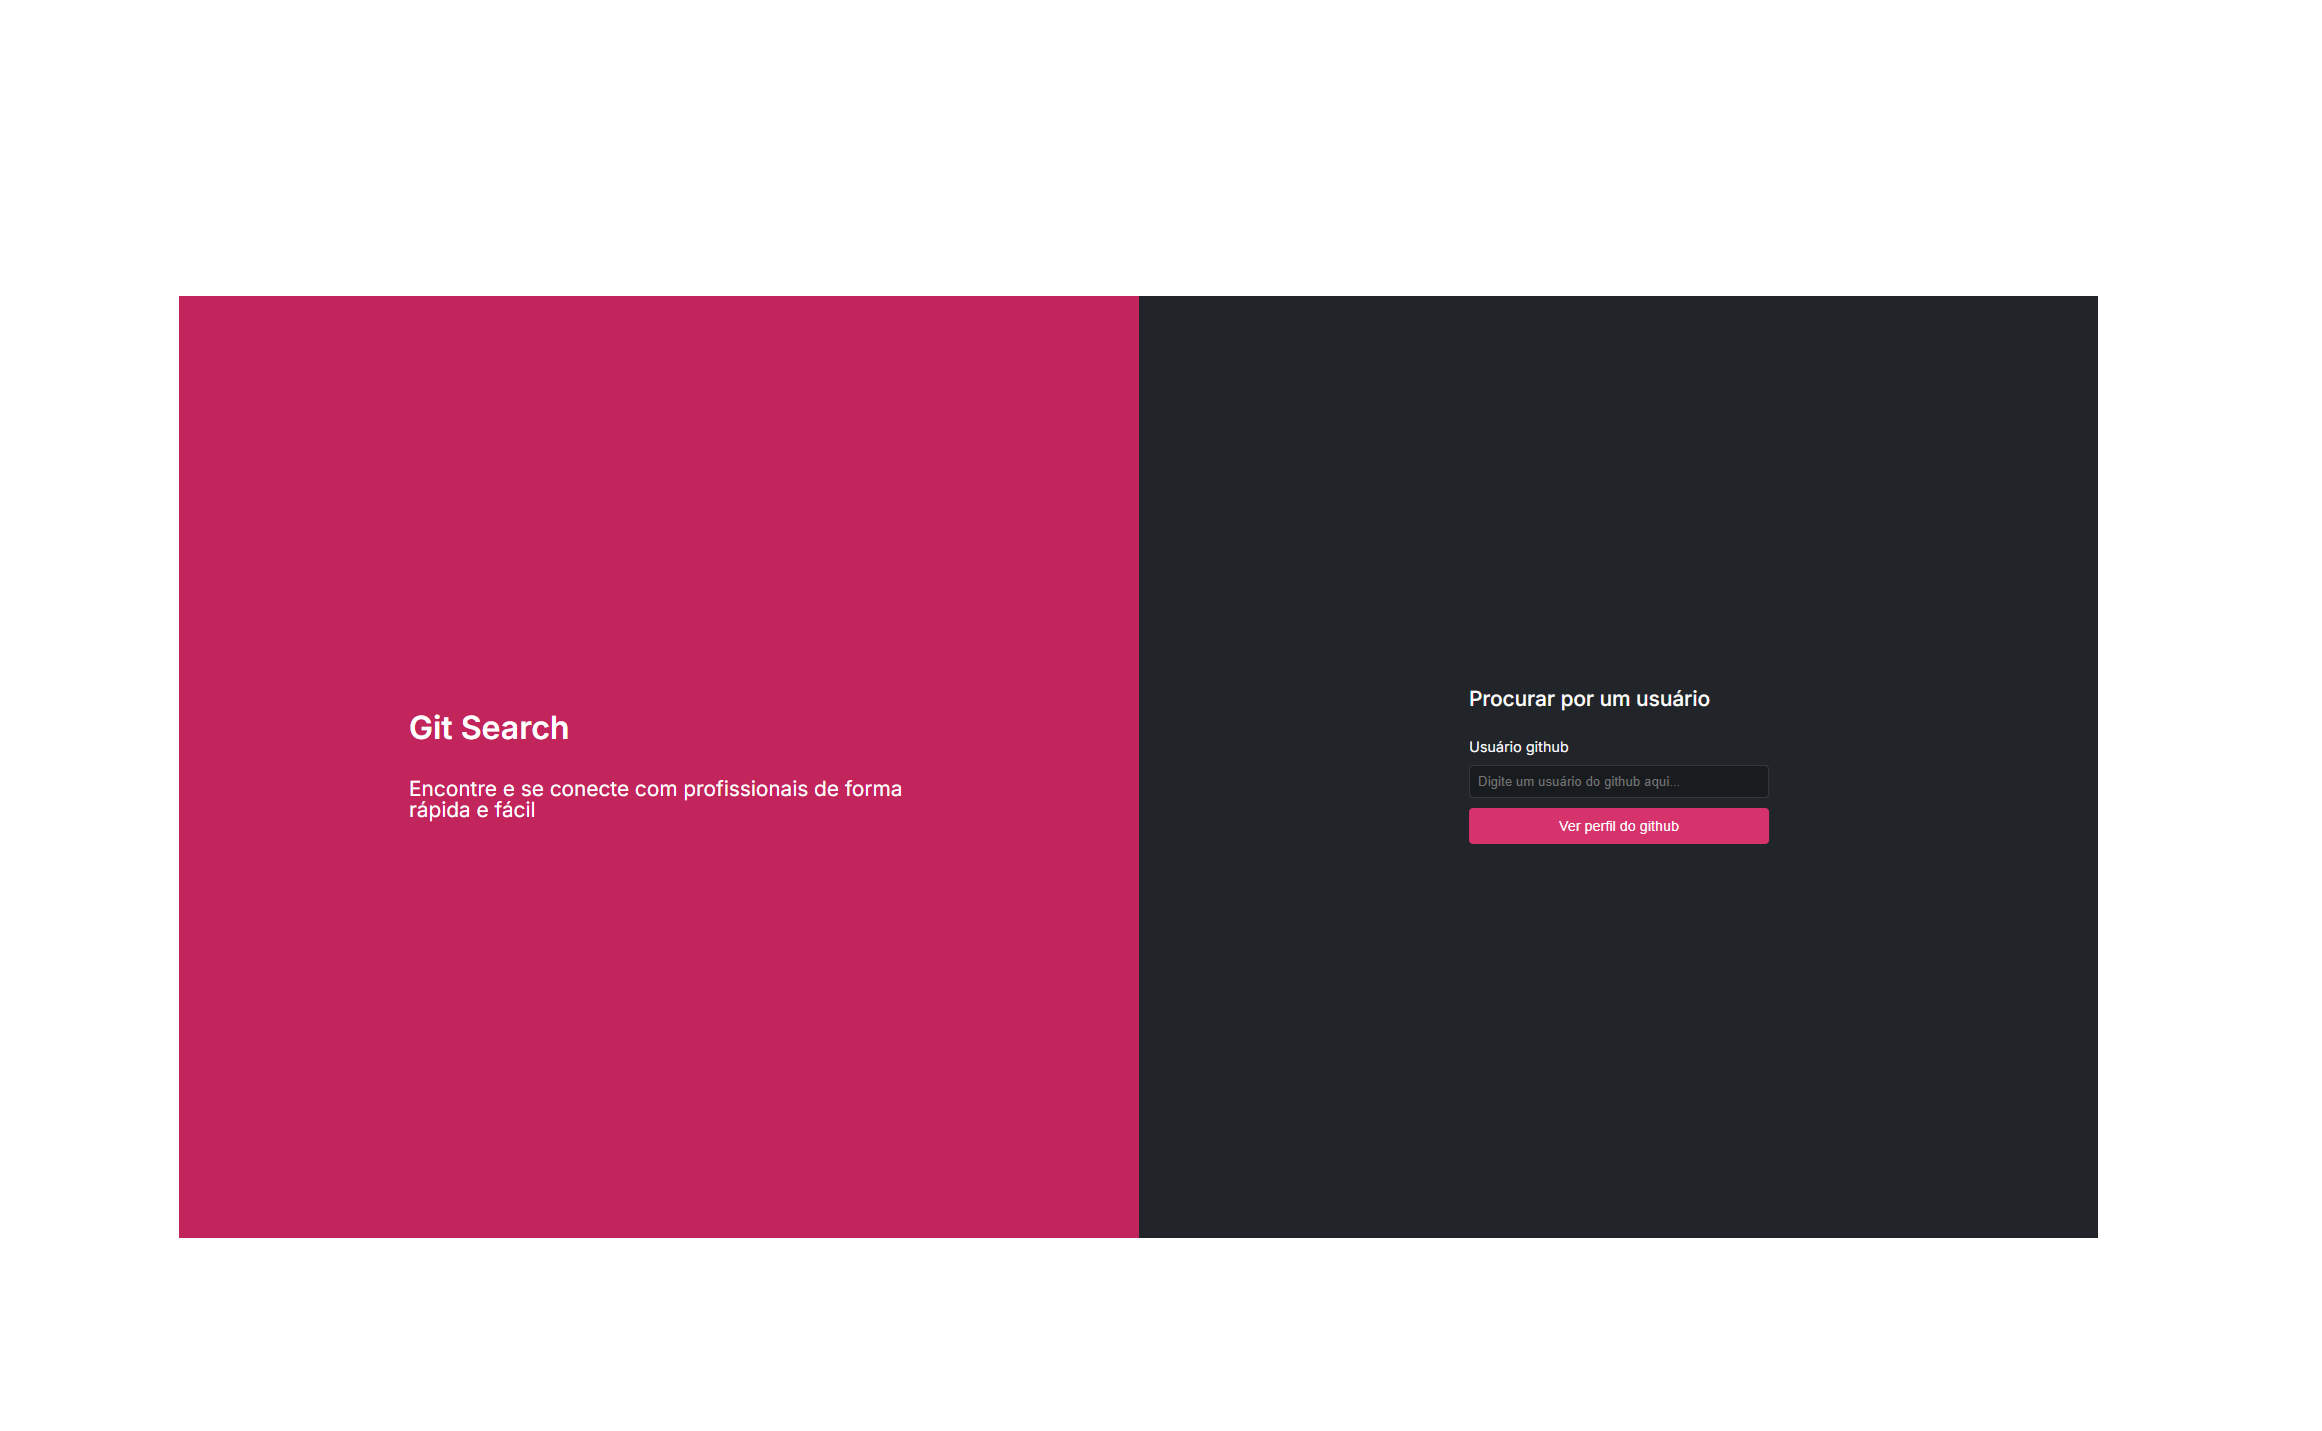 Git Search
Encontre e se conecte com profissionais de forma
rápida e fácil
Procurar por um usuário
Usuário github
Digite um usuário do github aqui...
Ver perfil do github